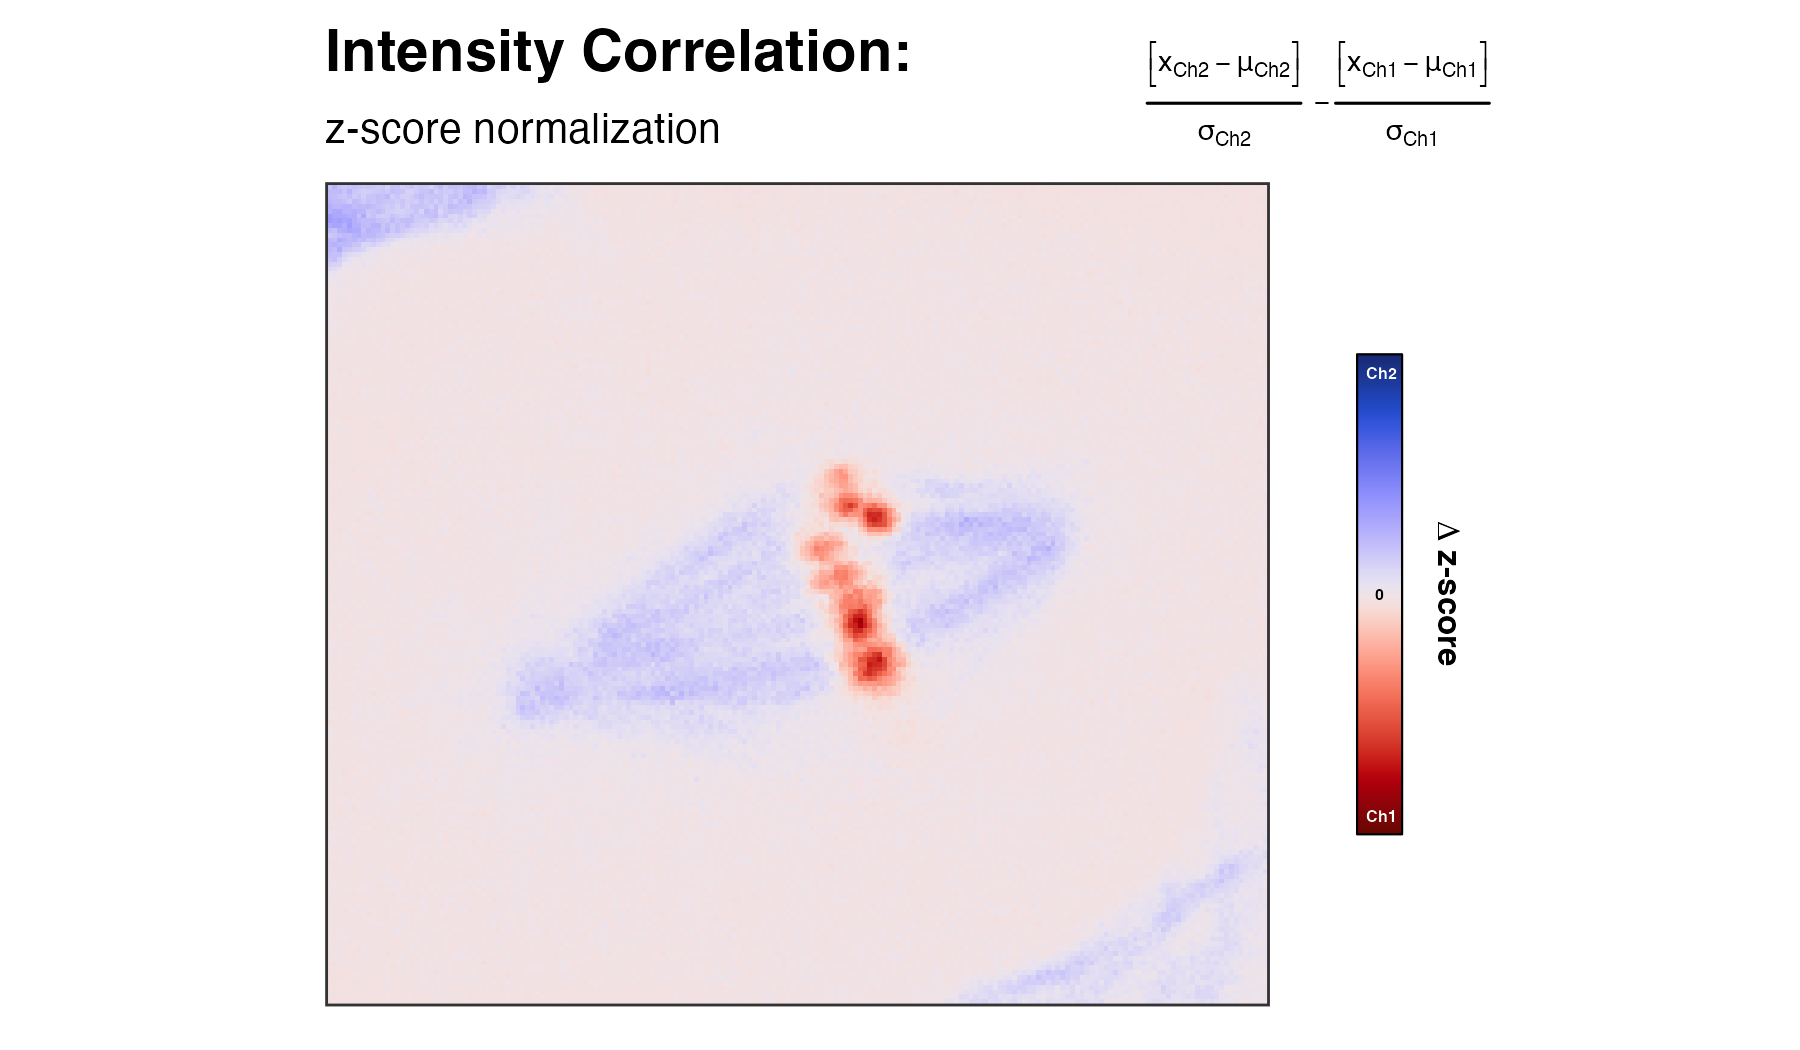 Intensity Correlation:
z-score normalization
[xCh2 – μCh2] [xCh1 – μCh1]
–
σCh2 σCh1
Ch2
0
Ch1
Δ z-score